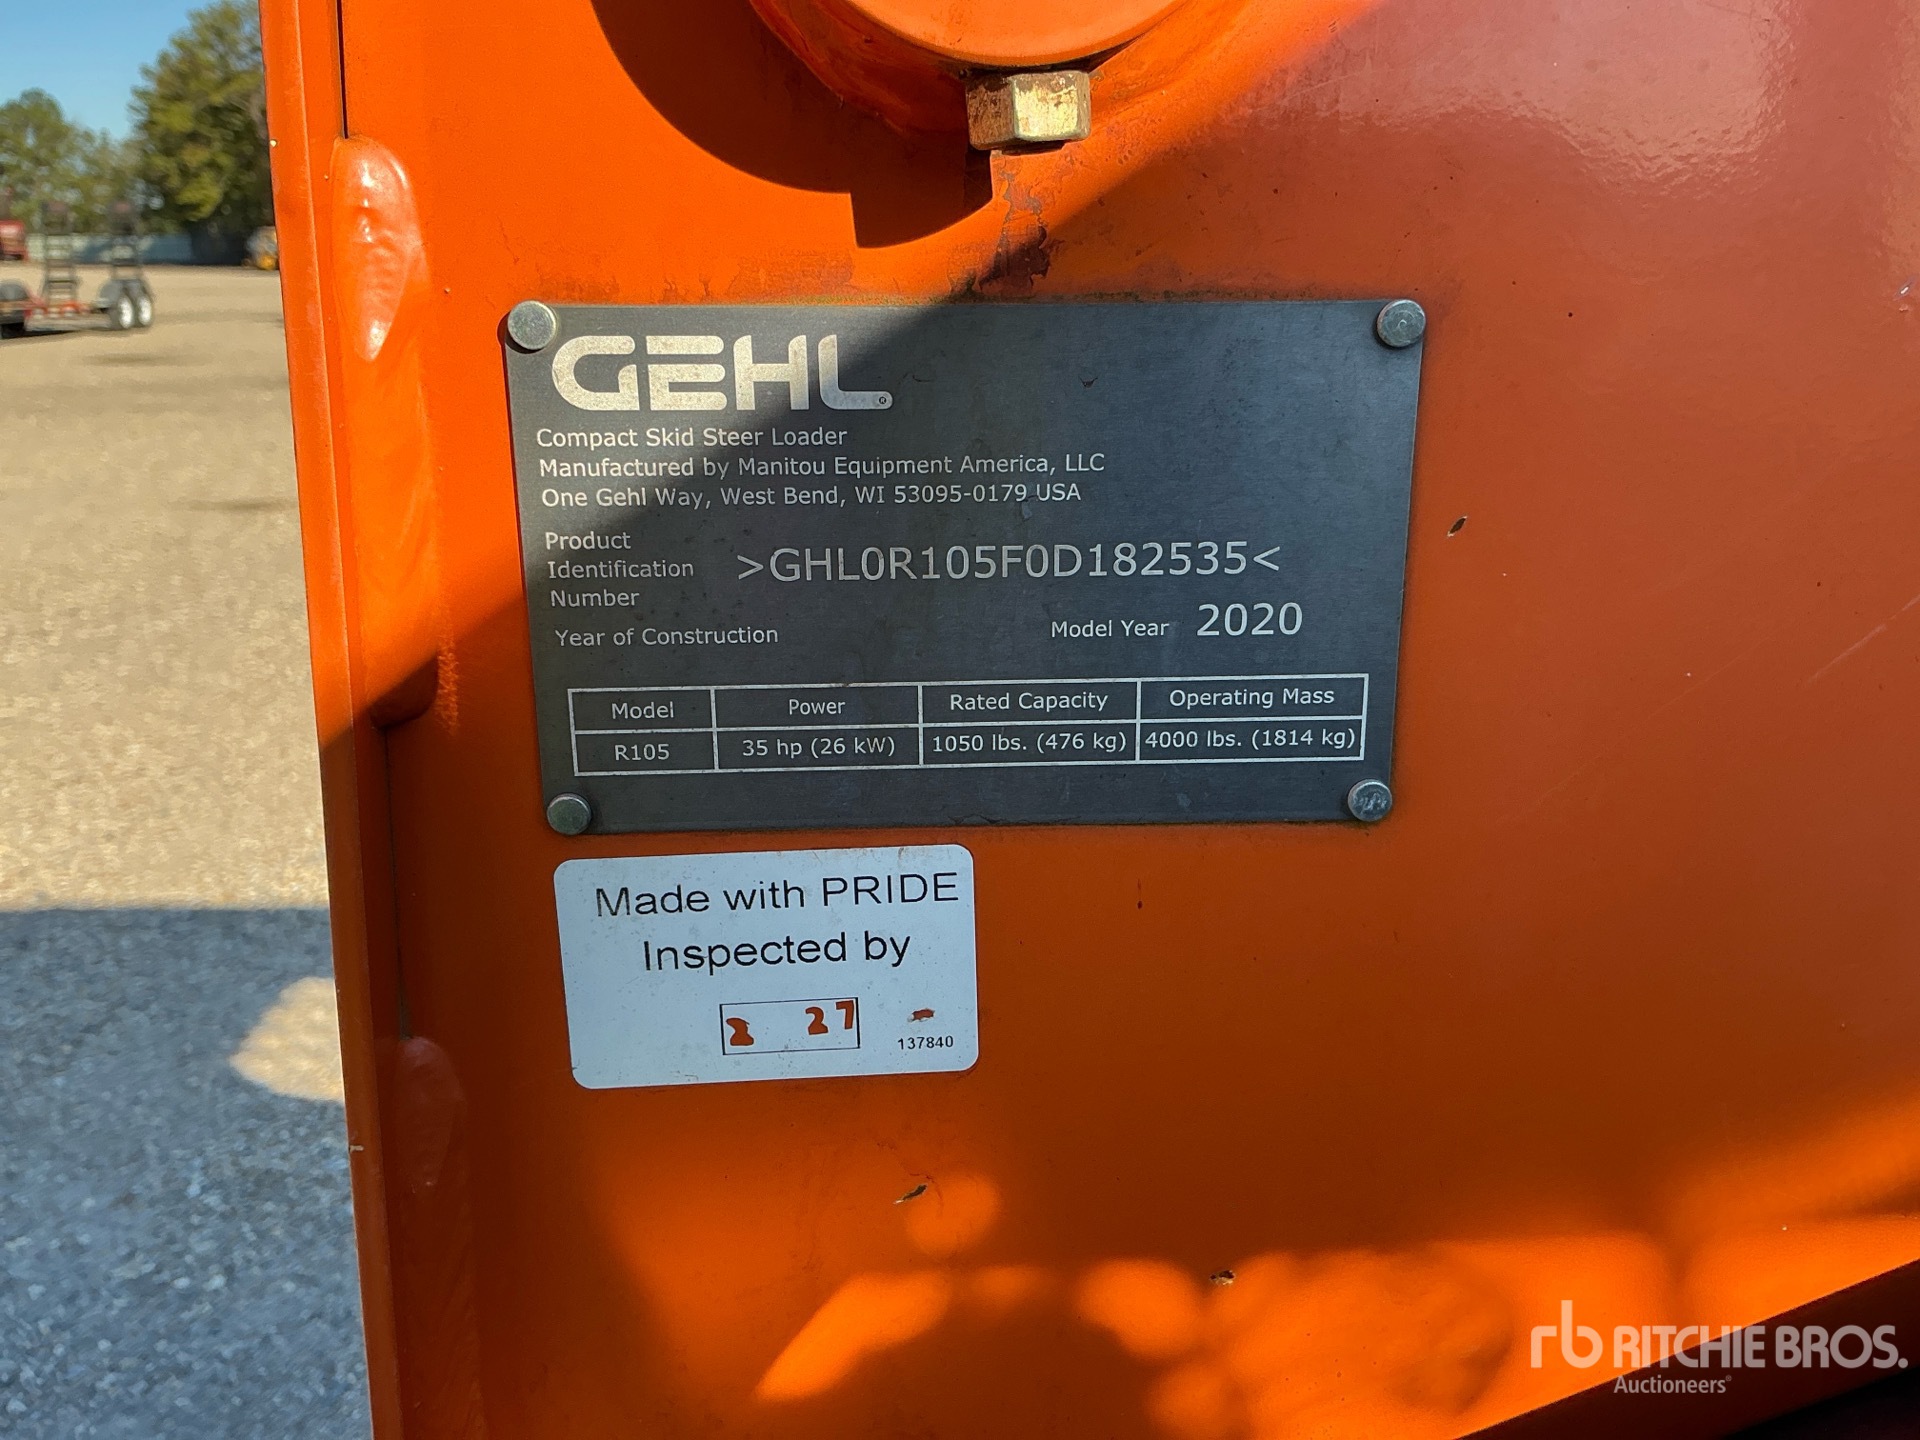 GEHL®
Compact Skid Steer Loader
Manufactured by Manitou Equipment America, LLC
One Gehl Way, West Bend, WI 53095-0179 USA
Product
Identification
Number
>GHL0R105F0D182535<
Year of Construction
Model Year 2020
Model Power Rated Capacity Operating Mass
R105 35 hp (26 kW) 1050 lbs. (476 kg) 4000 lbs. (1814 kg)
Made with PRIDE
Inspected by
2 27
137840
rb RITCHIE BROS.
Auctioneers®